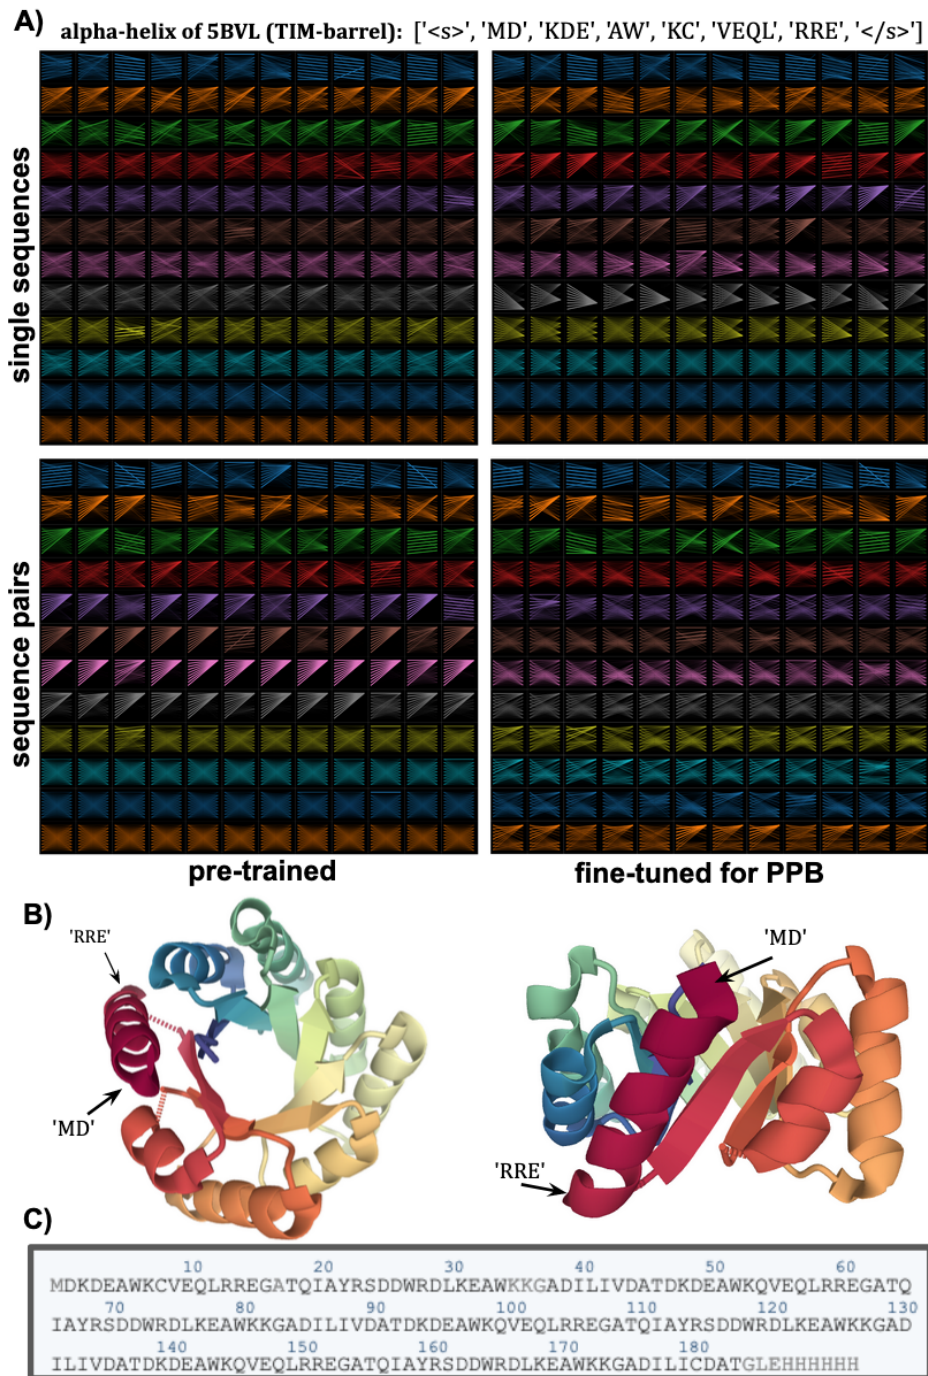 A)
alpha-helix of 5BVL (TIM-barrel): ['<s>', 'MD', 'KDE', 'AW', 'KC', 'VEQL', 'RRE', '</s>']
single sequences
sequence pairs
pre-trained
fine-tuned for PPB
B)
'RRE'
'MD'
'MD'
'RRE'
C)
10 20 30 40 50 60
MDKDEAWKCVEQLRREGATQIAYRSDDWRDLKEAWKKGADILIVDATDKDEAWKQVEQLRREGATQ
70 80 90 100 110 120 130
IAYRSDDWRDLKEAWKKGADILIVDATDKDEAWKQVEQLRREGATQIAYRSDDWRDLKEAWKKGAD
140 150 160 170 180
ILIVDATDKDEAWKQVEQLRREGATQIAYRSDDWRDLKEAWKKGADILICDATGLEHHHHHH